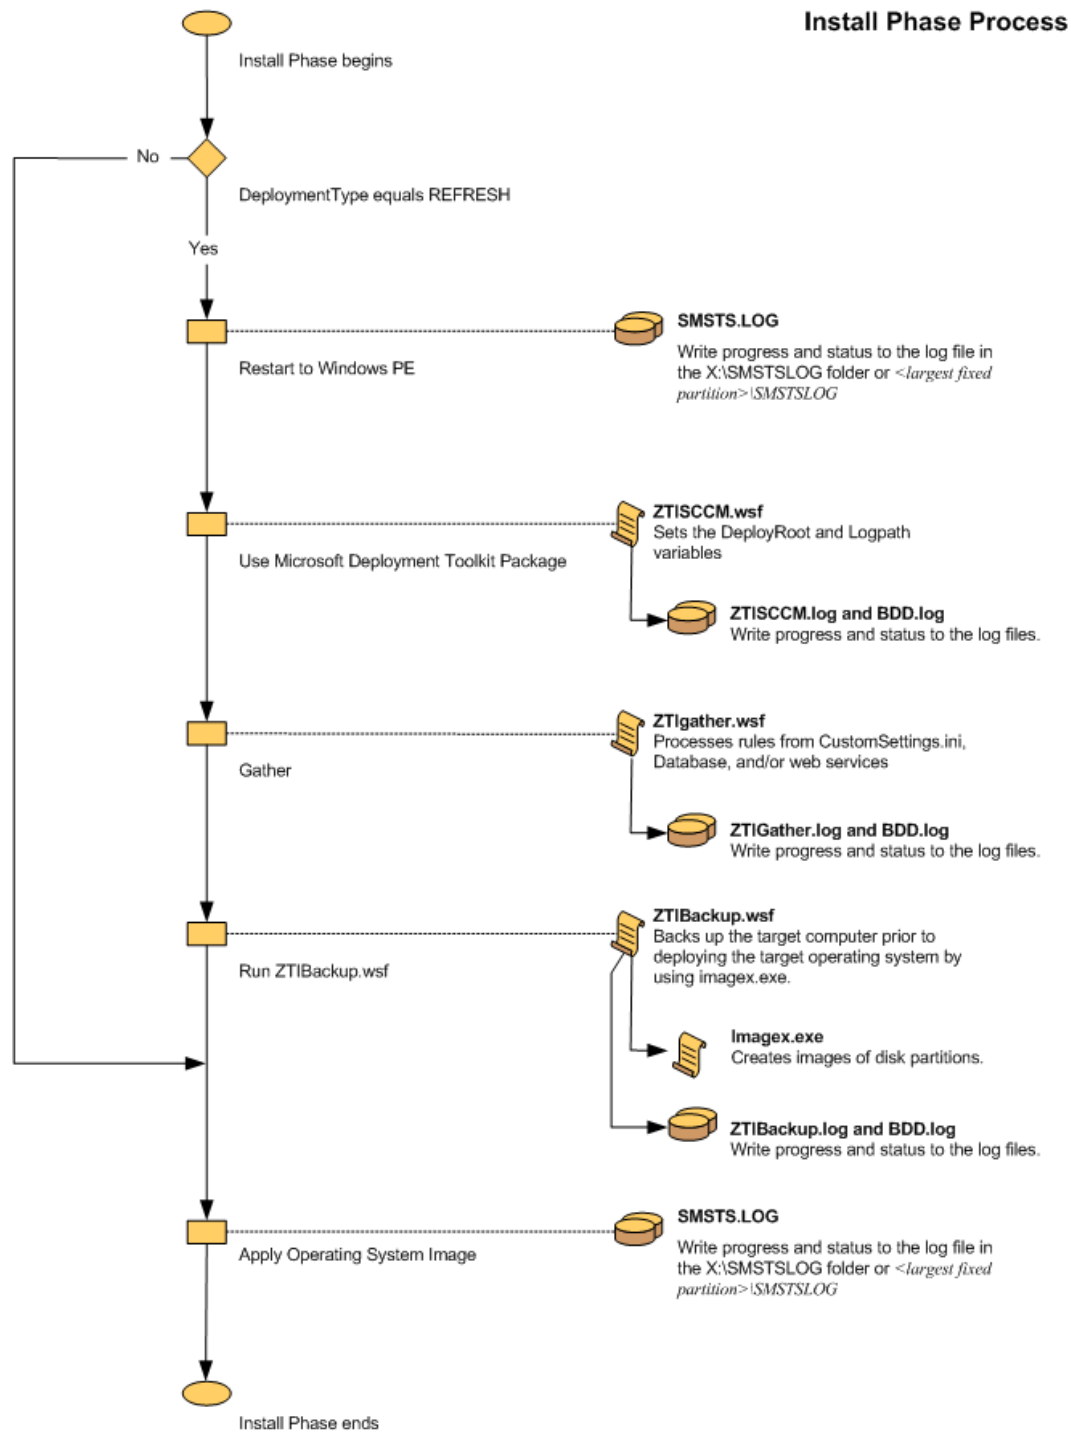 Install Phase Process
Install Phase begins
No
DeploymentType equals REFRESH
Yes
SMSTS.LOG
Write progress and status to the log file in
the X:\SMSTSLOG folder or <largest fixed
partition>\SMSTSLOG
Restart to Windows PE
ZTISCCM.wsf
Sets the DeployRoot and Logpath
variables
Use Microsoft Deployment Toolkit Package
ZTISCCM.log and BDD.log
Write progress and status to the log files.
ZTIgather.wsf
Processes rules from CustomSettings.ini,
Database, and/or web services
Gather
ZTIGather.log and BDD.log
Write progress and status to the log files.
ZTIBackup.wsf
Backs up the target computer prior to
deploying the target operating system by
using imagex.exe.
Run ZTIBackup.wsf
Imagex.exe
Creates images of disk partitions.
ZTIBackup.log and BDD.log
Write progress and status to the log files.
SMSTS.LOG
Write progress and status to the log file in
the X:\SMSTSLOG folder or <largest fixed
partition>\SMSTSLOG
Apply Operating System Image
Install Phase ends